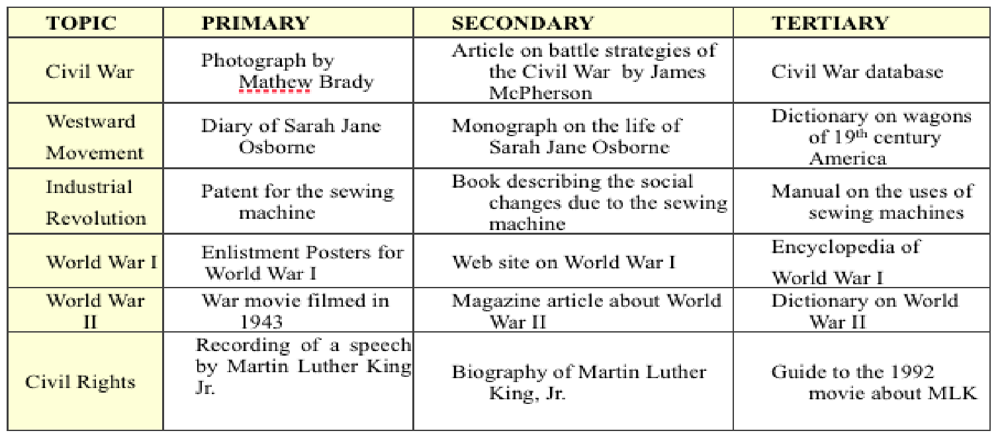 TOPIC PRIMARY SECONDARY TERTIARY
Civil War
Photograph by
Mathew Brady
Article on battle strategies of
the Civil War by James
McPherson
Civil War database
Westward
Movement
Diary of Sarah Jane
Osborne
Monograph on the life of
Sarah Jane Osborne
Dictionary on wagons
of 19th century
America
Industrial
Revolution
Patent for the sewing
machine
Book describing the social
changes due to the sewing
machine
Manual on the uses of
sewing machines
World War I
Enlistment Posters for
World War I
Web site on World War I
Encyclopedia of
World War I
World War
II
War movie filmed in
1943
Magazine article about World
War II
Dictionary on World
War II
Civil Rights
Recording of a speech
by Martin Luther King
Jr.
Biography of Martin Luther
King, Jr.
Guide to the 1992
movie about MLK